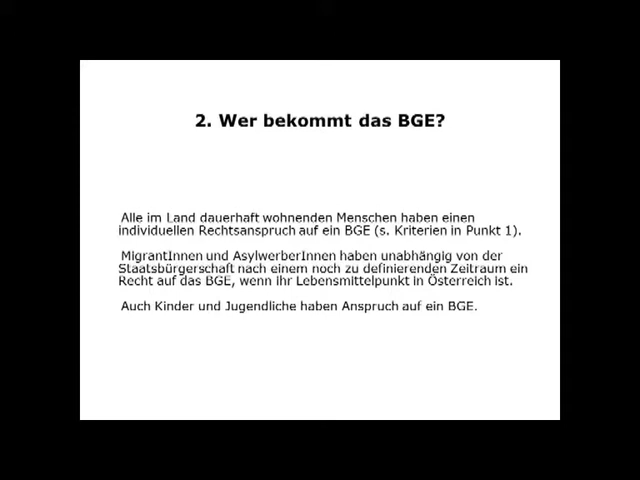 2. Wer bekommt das BGE?
Alle im Land dauerhaft wohnenden Menschen haben einen
individuellen Rechtsanspruch auf ein BGE (s. Kriterien in Punkt 1).
MigrantInnen und AsylwerberInnen haben unabhängig von der
Staatsbürgerschaft nach einem noch zu definierenden Zeitraum ein
Recht auf das BGE, wenn ihr Lebensmittelpunkt in Österreich ist.
Auch Kinder und Jugendliche haben Anspruch auf ein BGE.